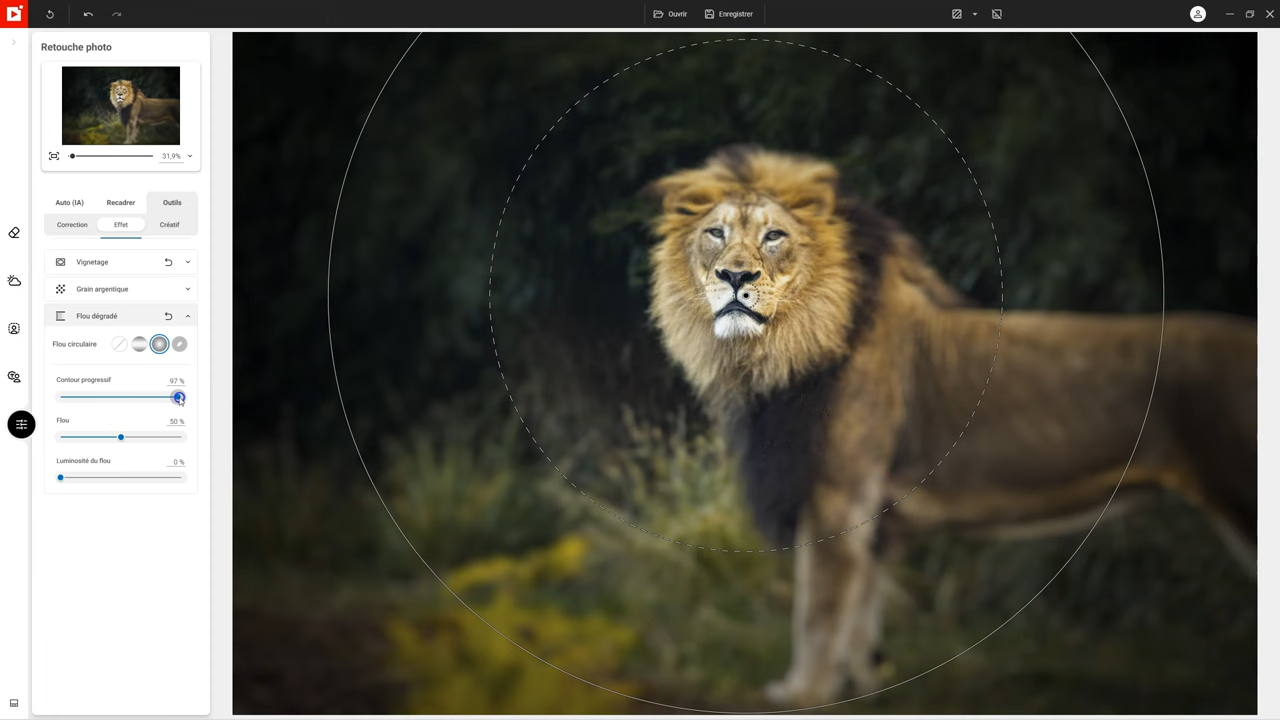 Ouvrir
Enregistrer
Retouche photo
31,9%
Auto (IA)
Recadrer
Outils
Correction
Effet
Créatif
Vignetage
Grain argentique
Flou dégradé
Flou circulaire
Contour progressif
97 %
Flou
50 %
Luminosité du flou
0 %